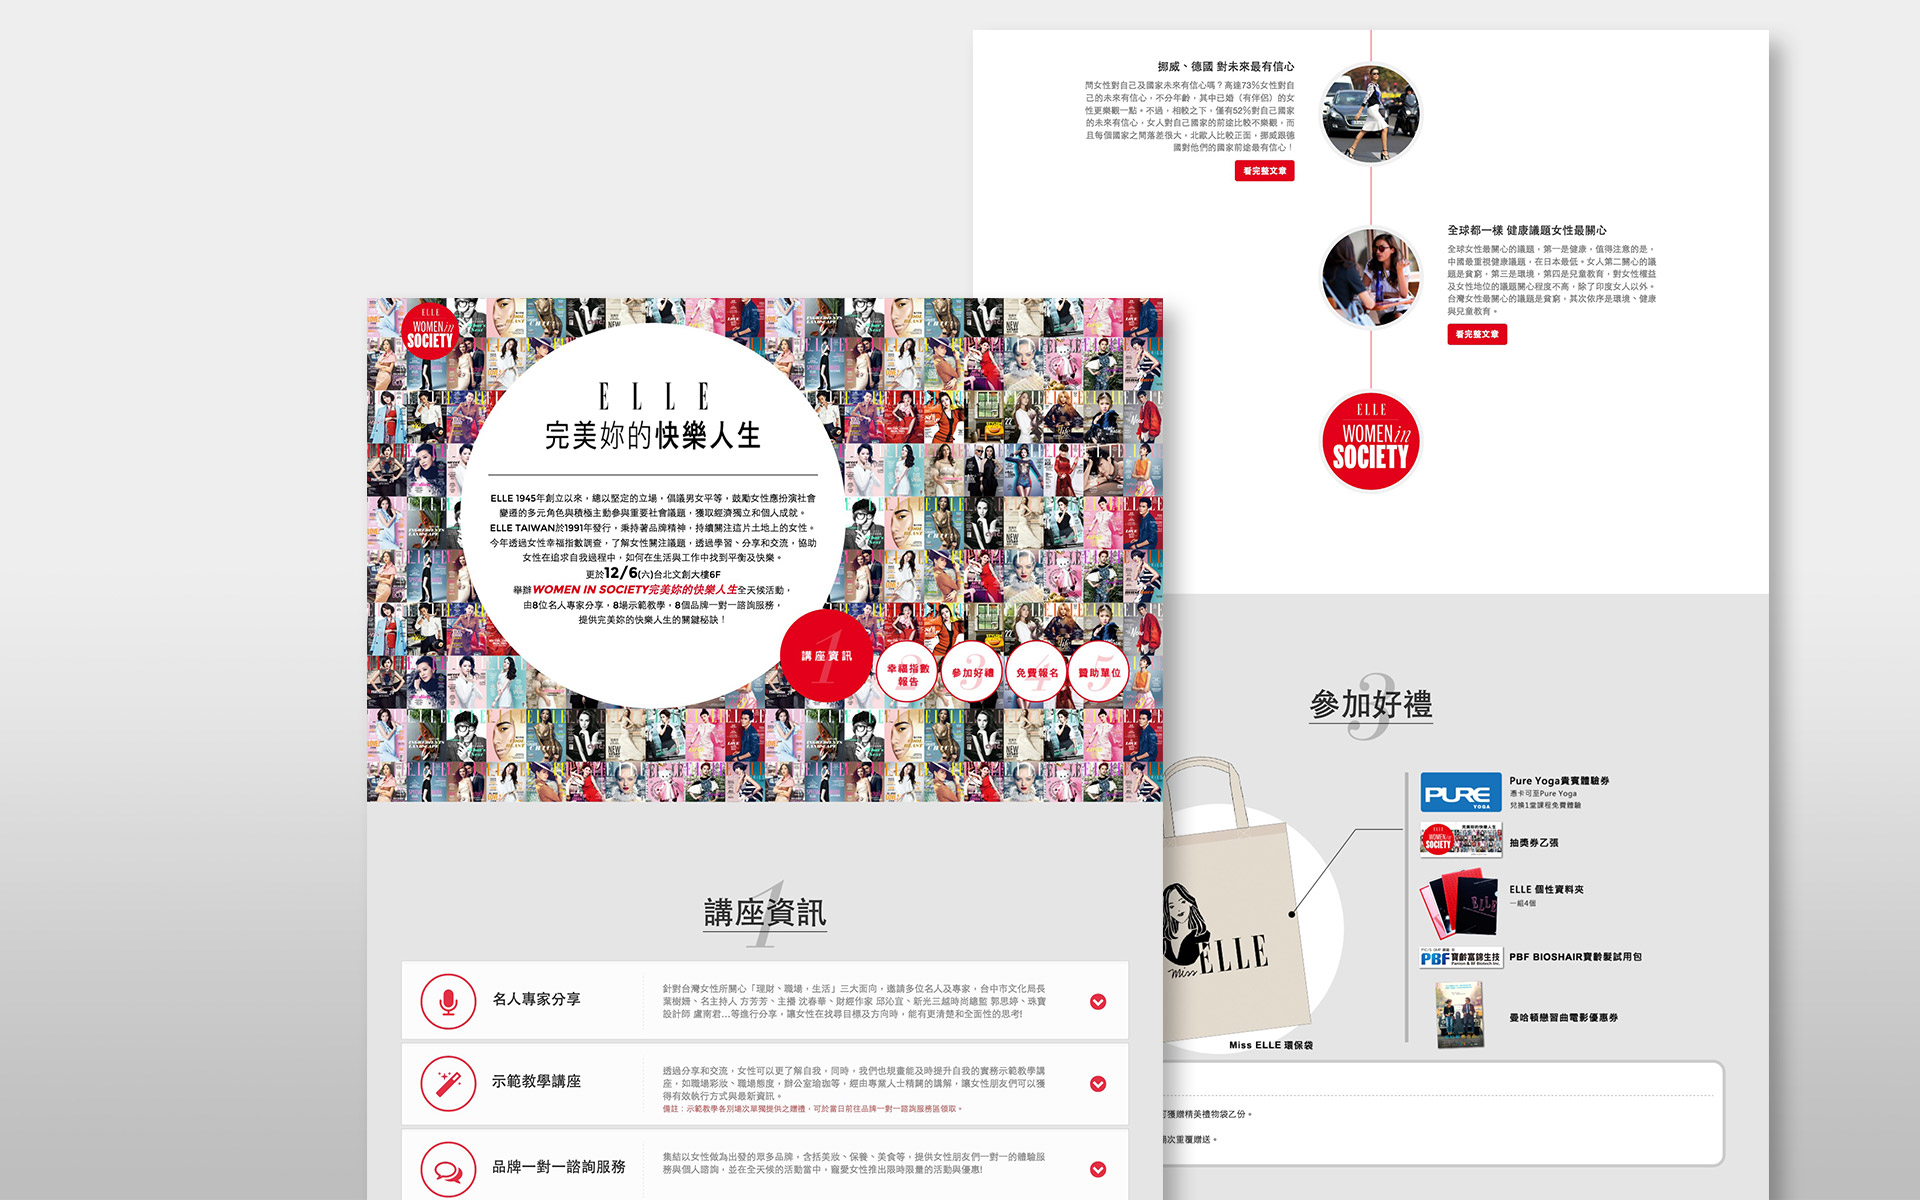 挪威、德國 對未來最有信心
問女性對自己及國家未來有信心嗎？高達73%女性對自
己的未來有信心，不分年齡，其中已婚（有伴侶）的女
性更樂觀一點。不過，相較之下，僅有52%對自己國家
的未來有信心，女人對自己國家的前途比較不樂觀，而
且每個國家之間落差很大，北歐人比較正面，挪威跟德
國對他們的國家前途最有信心！
看完整文章
全球都一樣 健康議題女性最關心
全球女性最關心的議題，第一是健康，值得注意的是，
中國最重視健康議題，在日本最低。女人第二關心的議
題是貧窮，第三是環境，第四是兒童教育，對女性權益
及女性地位的議題關心程度不高，除了印度女人以外。
台灣女性最關心的議題是貧窮，其次依序是環境、健康
與兒童教育。
看完整文章
ELLE
WOMEN in
SOCIETY
ELLE
WOMEN in
SOCIETY
ELLE
完美妳的快樂人生
ELLE 1945年創立以來，總以堅定的立場，倡議男女平等，鼓勵女性應扮演社會
變遷的多元角色與積極主動參與重要社會議題，獲取經濟獨立和個人成就。
ELLE TAIWAN於1991年發行，秉持著品牌精神，持續關注這片土地上的女性。
今年透過女性幸福指數調查，了解女性關注議題，透過學習、分享和交流，協助
女性在追求自我過程中，如何在生活與工作中找到平衡及快樂。
更於12/6(六)台北文創大樓6F
舉辦WOMEN IN SOCIETY完美妳的快樂人生全天候活動，
由8位名人專家分享，8場示範教學，8個品牌一對一諮詢服務，
提供完美妳的快樂人生的關鍵秘訣！
1 講座資訊
2 幸福指數
報告
3 參加好禮
4 免費報名
5 贊助單位
1
講座資訊
名人專家分享
針對台灣女性所關心「理財、職場，生活」三大面向，邀請多位名人及專家，台中市文化局長
葉樹姍、名主持人 方芳芳、主播 沈春華、財經作家 邱沁宜、新光三越時尚總監 郭思婷、珠寶
設計師 盧南君...等進行分享，讓女性在找尋目標及方向時，能有更清楚和全面性的思考!
示範教學講座
透過分享和交流，女性可以更了解自我，同時，我們也規畫能及時提升自我的實務示範教學講
座，如職場彩妝、職場態度，辦公室瑜珈等，經由專業人士精闢的講解，讓女性朋友們可以獲
得有效執行方式與最新資訊。
備註：示範教學各別場次單獨提供之贈禮，可於當日前往品牌一對一諮詢服務區領取。
品牌一對一諮詢服務
集結以女性做為出發的眾多品牌，含括美妝、保養、美食等，提供女性朋友們一對一的體驗服
務與個人諮詢，並在全天候的活動當中，寵愛女性推出限時限量的活動與優惠!
3
參加好禮
Miss ELLE
Miss ELLE 環保袋
PURE
YOGA
Pure Yoga貴賓體驗券
憑卡可至Pure Yoga
兌換1堂課程免費體驗
完美妳的快樂人生
WOMEN in
SOCIETY
抽獎券乙張
ELLE
ELLE 個性資料夾
一組4個
PBF 寶齡富錦生技
PBF BIOSHAIR寶齡髮試用包
曼哈頓戀習曲電影優惠券
可獲贈精美禮物袋乙份。
次重覆贈送。